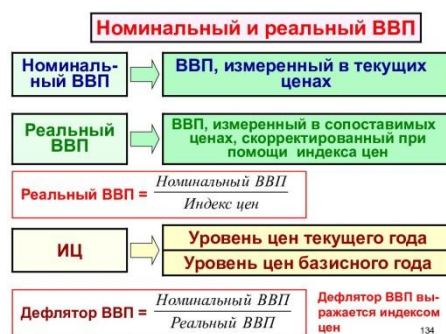 Номинальный и реальный ВВП
Номиналь-
ный ВВП
ВВП, измеренный в текущих
ценах
Реальный
ВВП
ВВП, измеренный в сопоставимых
ценах, скорректированный при
помощи индекса цен
Реальный ВВП = Номинальный ВВП
Индекс цен
ИЦ
Уровень цен текущего года
Уровень цен базисного года
Дефлятор ВВП = Номинальный ВВП
Реальный ВВП
Дефлятор ВВП вы-
ражается индексом
цен
134